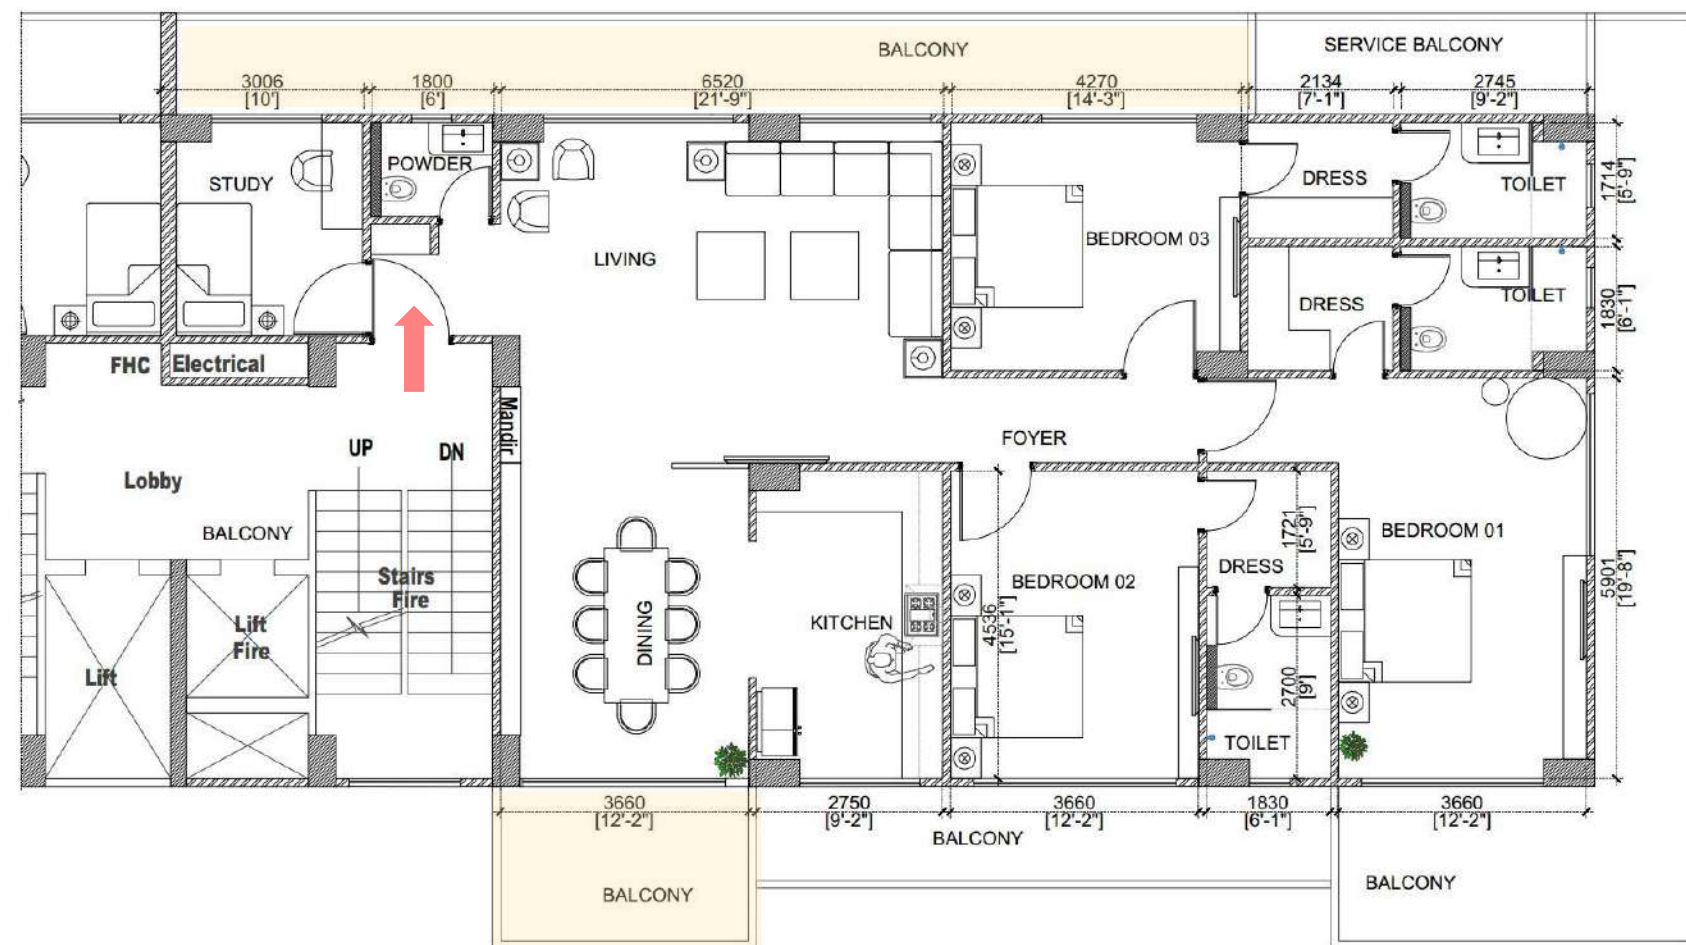 BALCONY
SERVICE BALCONY
3006
[10']
1800
[6']
6520
[21'-9"]
4270
[14'-3"]
2134
[7'-1"]
2745
[9'-2"]
POWDER
STUDY
LIVING
BEDROOM 03
DRESS
TOILET
1714
[5'-9"]
DRESS
TOILET
1830
[6'-1"]
FHC
Electrical
Mandir
UP
DN
FOYER
Lobby
BALCONY
Stairs
Fire
Lift
Fire
Lift
DINING
KITCHEN
4536
[15'-1"]
BEDROOM 02
1721
[5'-9"]
DRESS
2700
[9']
TOILET
BEDROOM 01
5901
[19'-8"]
3660
[12'-2"]
2750
[9'-2"]
3660
[12'-2"]
1830
[6'-1"]
3660
[12'-2"]
BALCONY
BALCONY
BALCONY